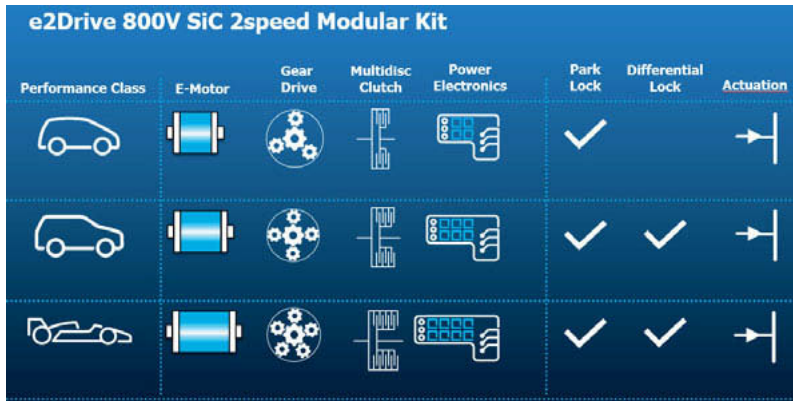 e2Drive 800V SiC 2speed Modular Kit
Performance Class
E-Motor
Gear
Drive
Multidisc
Clutch
Power
Electronics
Park
Lock
Differential
Lock
Actuation